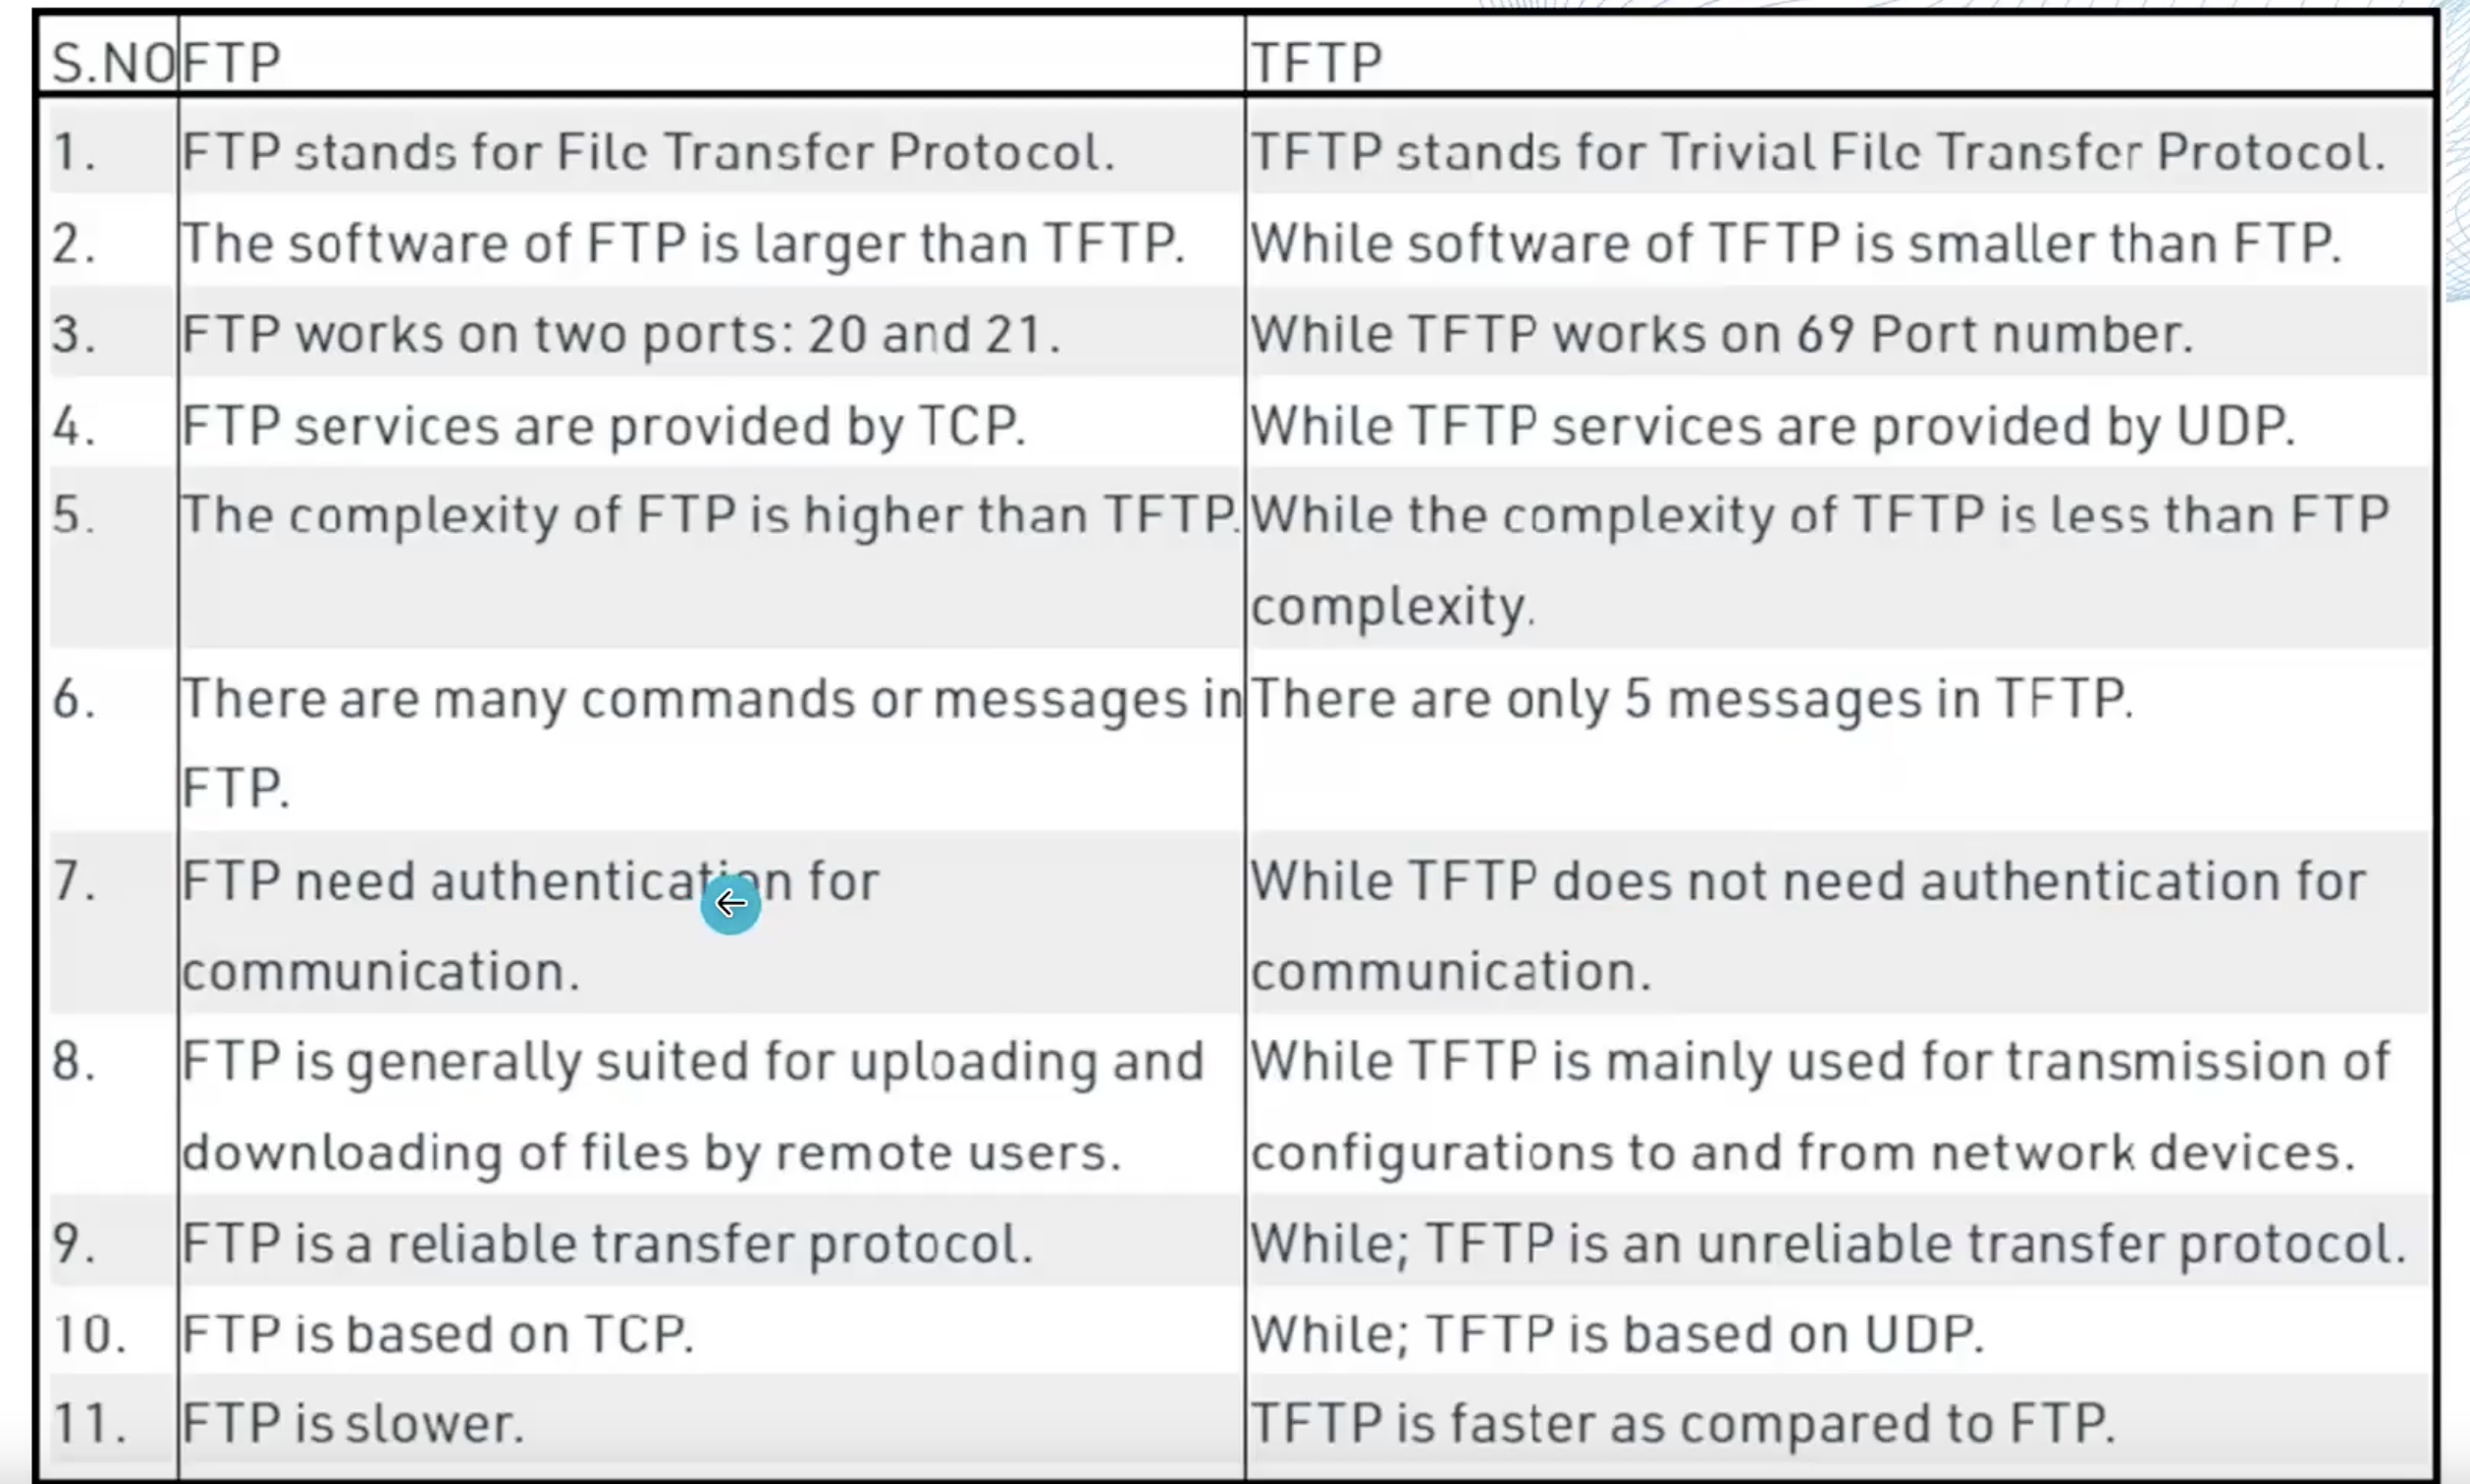 S.NO FTP TFTP
1. FTP stands for File Transfer Protocol. TFTP stands for Trivial File Transfer Protocol.
2. The software of FTP is larger than TFTP. While software of TFTP is smaller than FTP.
3. FTP works on two ports: 20 and 21. While TFTP works on 69 Port number.
4. FTP services are provided by TCP. While TFTP services are provided by UDP.
5. The complexity of FTP is higher than TFTP. While the complexity of TFTP is less than FTP
complexity.
6. There are many commands or messages in There are only 5 messages in TFTP.
FTP.
7. FTP need authentication for While TFTP does not need authentication for
communication. communication.
8. FTP is generally suited for uploading and While TFTP is mainly used for transmission of
downloading of files by remote users. configurations to and from network devices.
9. FTP is a reliable transfer protocol. While; TFTP is an unreliable transfer protocol.
10. FTP is based on TCP. While; TFTP is based on UDP.
11. FTP is slower. TFTP is faster as compared to FTP.